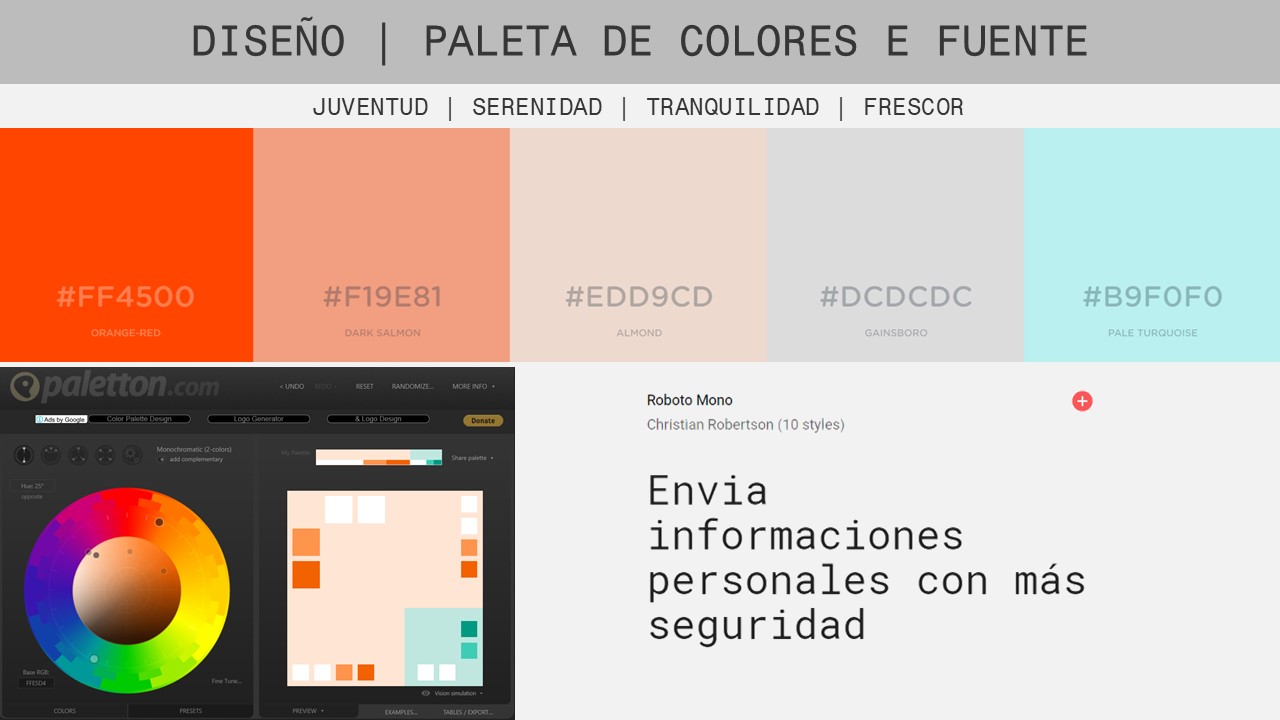 DISEÑO | PALETA DE COLORES E FUENTE
JUVENTUD | SERENIDAD | TRANQUILIDAD | FRESCOR
#FF4500
ORANGE-RED
#F19E81
DARK SALMON
#EDD9CD
ALMOND
#DCDCDC
GAINSBORO
#B9F0F0
PALE TURQUOISE
paletton.com
< UNDO
REDO >
RESET
RANDOMIZE...
MORE INFO
Ads by Google
Color Palette Design
Logo Generator
& Logo Design
Donate
Monochromatic (2-colors)
add complementary
Hue: 25°
opposite
Base RGB:
FFE5D4
Fine Tune...
COLORS
PRESETS
My Palette
Share palette
Vision simulation
PREVIEW
EXAMPLES...
TABLES / EXPORT...
Roboto Mono
Christian Robertson (10 styles)
Envia
informaciones
personales con más
seguridad